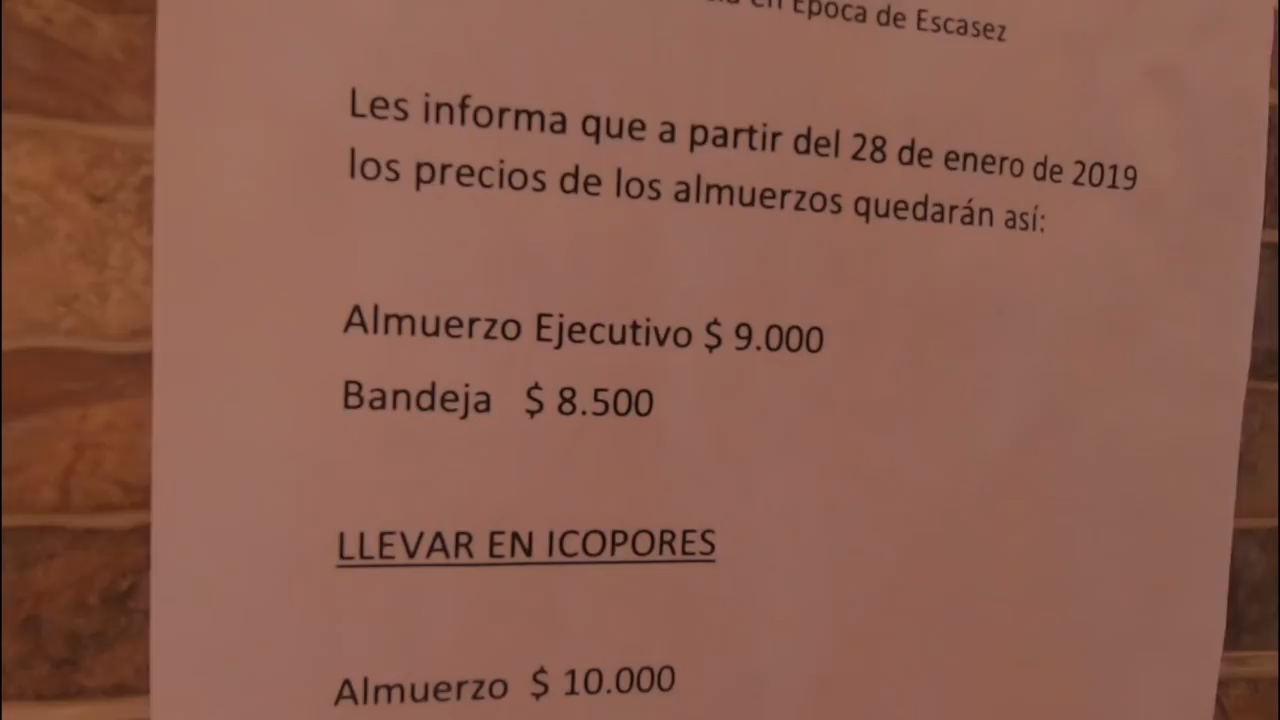 en Epoca de Escasez
Les informa que a partir del 28 de enero de 2019
los precios de los almuerzos quedarán así:
Almuerzo Ejecutivo $ 9.000
Bandeja $ 8.500
LLEVAR EN ICOPORES
Almuerzo $ 10.000